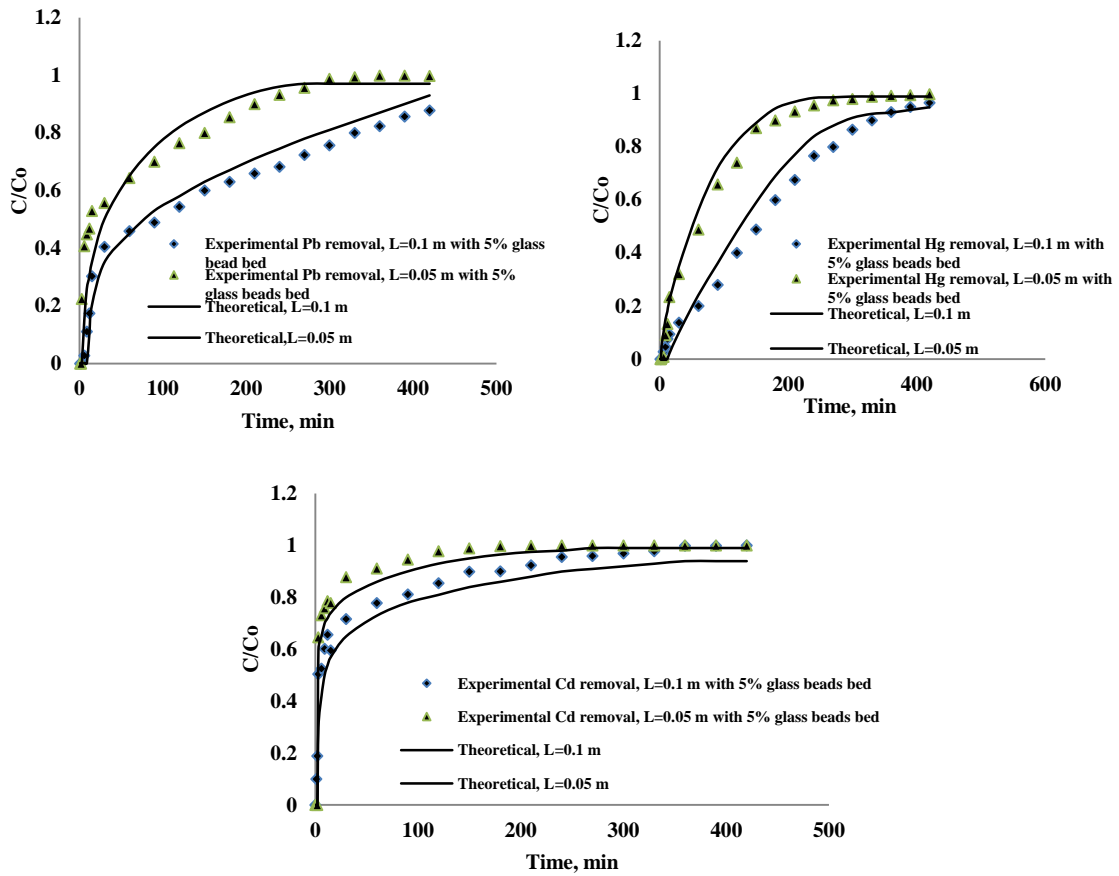 1.2
1
0.8
0.6
0.4
0.2
0
C/Co
0
100
200
300
400
500
Time, min
Experimental Pb removal, L=0.1 m with 5% glass
bead bed
Experimental Pb removal, L=0.05 m with 5%
glass beads bed
Theoretical, L=0.1 m
Theoretical,L=0.05 m
1.2
1
0.8
0.6
0.4
0.2
0
C/Co
0
200
400
600
Time, min
Experimental Hg removal, L=0.1 m with
5% glass beads bed
Experimental Hg removal, L=0.05 m with
5% glass beads bed
Theoretical, L=0.1 m
Theoretical, L=0.05 m
1.2
1
0.8
0.6
0.4
0.2
0
C/Co
0
100
200
300
400
500
Time, min
Experimental Cd removal, L=0.1 m with 5% glass beads bed
Experimental Cd removal, L=0.05 m with 5% glass beads bed
Theoretical, L=0.1 m
Theoretical, L=0.05 m